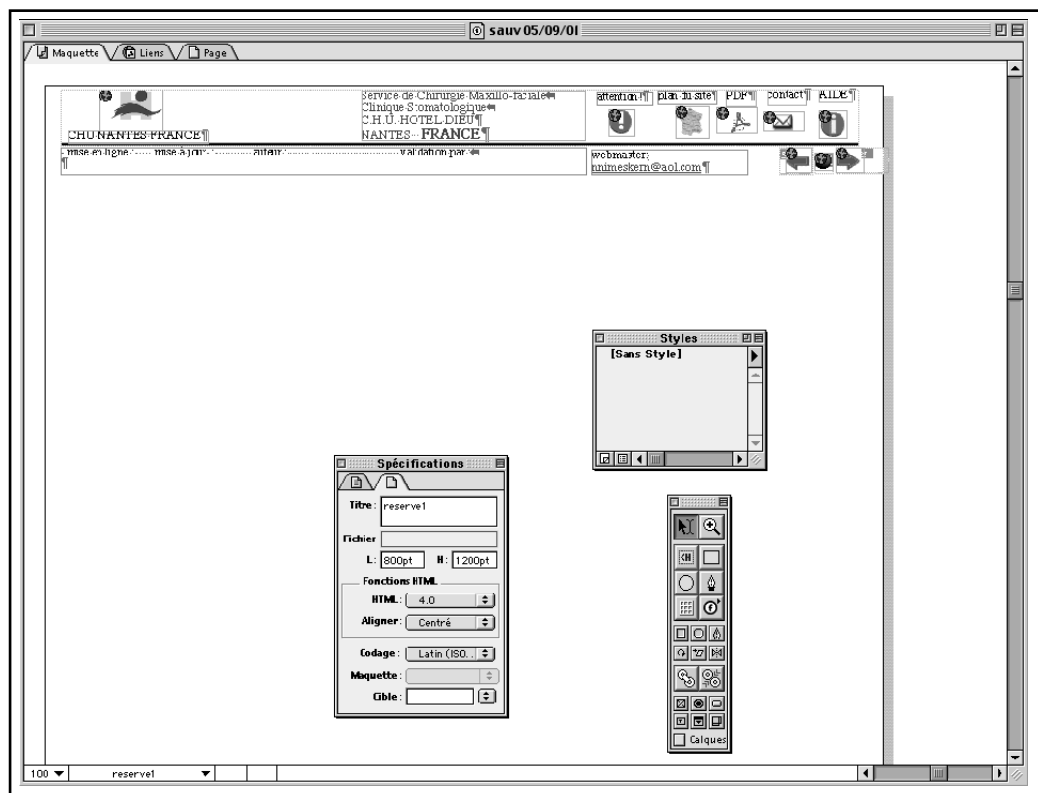 sauv 05/09/01
Maquette Liens Page
Service·de·Chirurgie·Maxillo-faciale
Clinique·Stomatologique
C.H.U.·HOTEL·DIEU¶
NANTES·-·FRANCE¶
CHU·NANTES·FRANCE¶
attention·!¶ plan·du·site¶ PDF¶ contact¶ AIDE¶
mise·en·ligne mise·à·jour auteur validation·par
¶
webmaster:
nnimeskern@aol.com¶
Styles
[Sans Style]
Spécifications
Titre : reserve1
Fichier
L : 800pt H : 1200pt
Fonctions HTML
HTML : 4.0
Aligner : Centré
Codage : Latin (ISO...
Maquette :
Cible :
Calques
100 reserve1